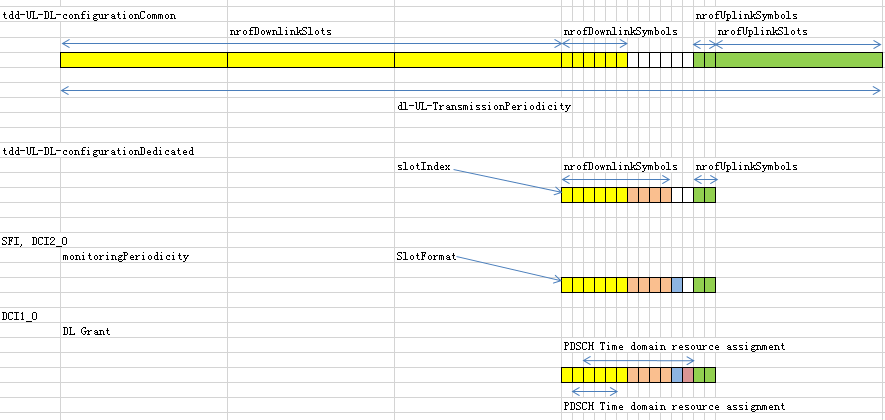 tdd-UL-DL-configurationCommon
nrofUplinkSymbols
nrofDownlinkSlots
nrofDownlinkSymbols
nrofUplinkSlots
dl-UL-TransmissionPeriodicity
tdd-UL-DL-configurationDedicated
slotIndex
nrofDownlinkSymbols
nrofUplinkSymbols
SFI, DCI2_0
monitoringPeriodicity
SlotFormat
DCI1_0
DL Grant
PDSCH Time domain resource assignment
PDSCH Time domain resource assignment